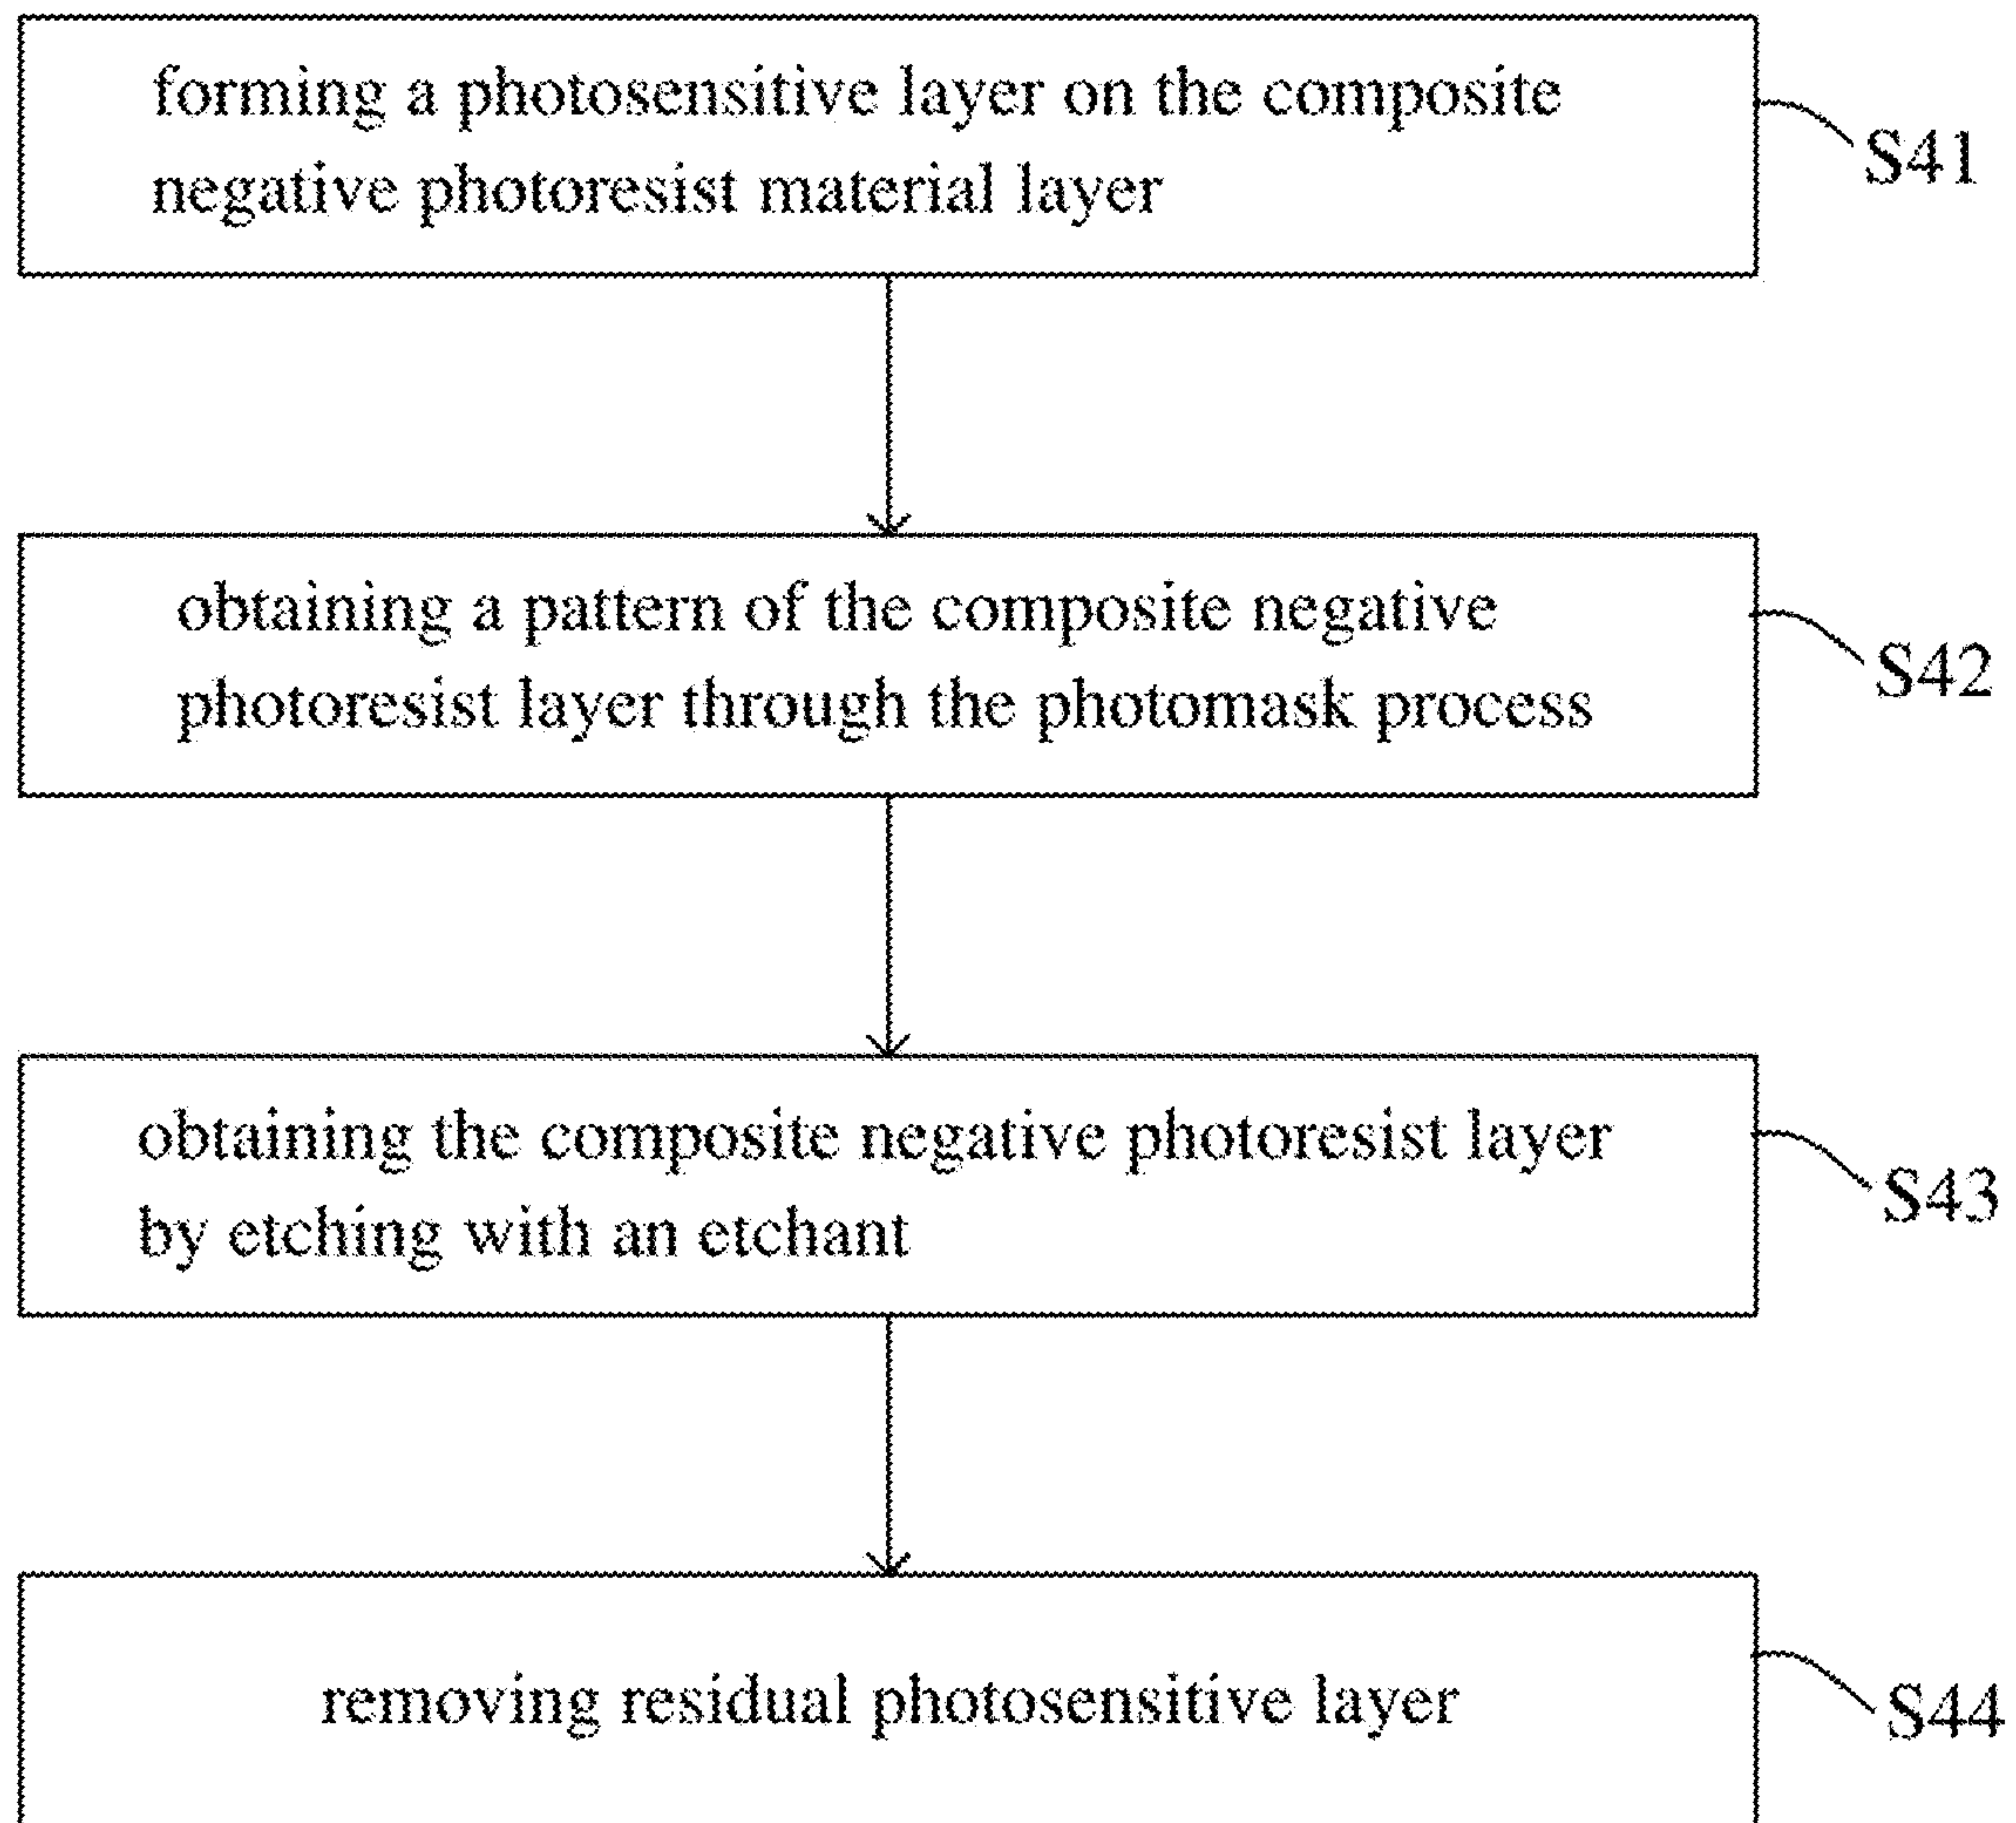 forming a photosensitive layer on the composite
negative photoresist material layer
S41
obtaining a pattern of the composite negative
photoresist layer through the photomask process
S42
obtaining the composite negative photoresist layer
by etching with an etchant
S43
removing residual photosensitive layer
S44